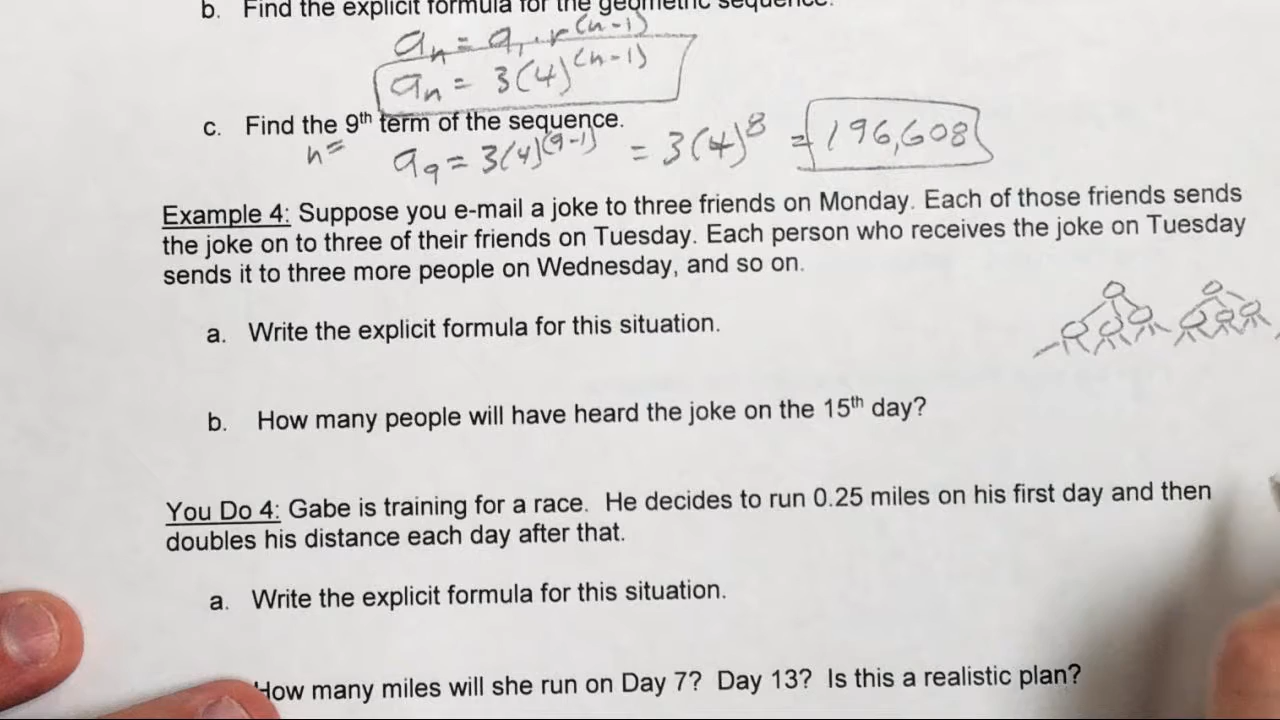 b. Find the explicit formula for the geometric sequence.
aₙ = a₁ · r^(n-1)
aₙ = 3(4)^(n-1)
c. Find the 9th term of the sequence.
n= a₉ = 3(4)^(9-1) = 3(4)^8 = 196,608
Example 4: Suppose you e-mail a joke to three friends on Monday. Each of those friends sends
the joke on to three of their friends on Tuesday. Each person who receives the joke on Tuesday
sends it to three more people on Wednesday, and so on.
a. Write the explicit formula for this situation.
b. How many people will have heard the joke on the 15th day?
You Do 4: Gabe is training for a race. He decides to run 0.25 miles on his first day and then
doubles his distance each day after that.
a. Write the explicit formula for this situation.
How many miles will she run on Day 7? Day 13? Is this a realistic plan?